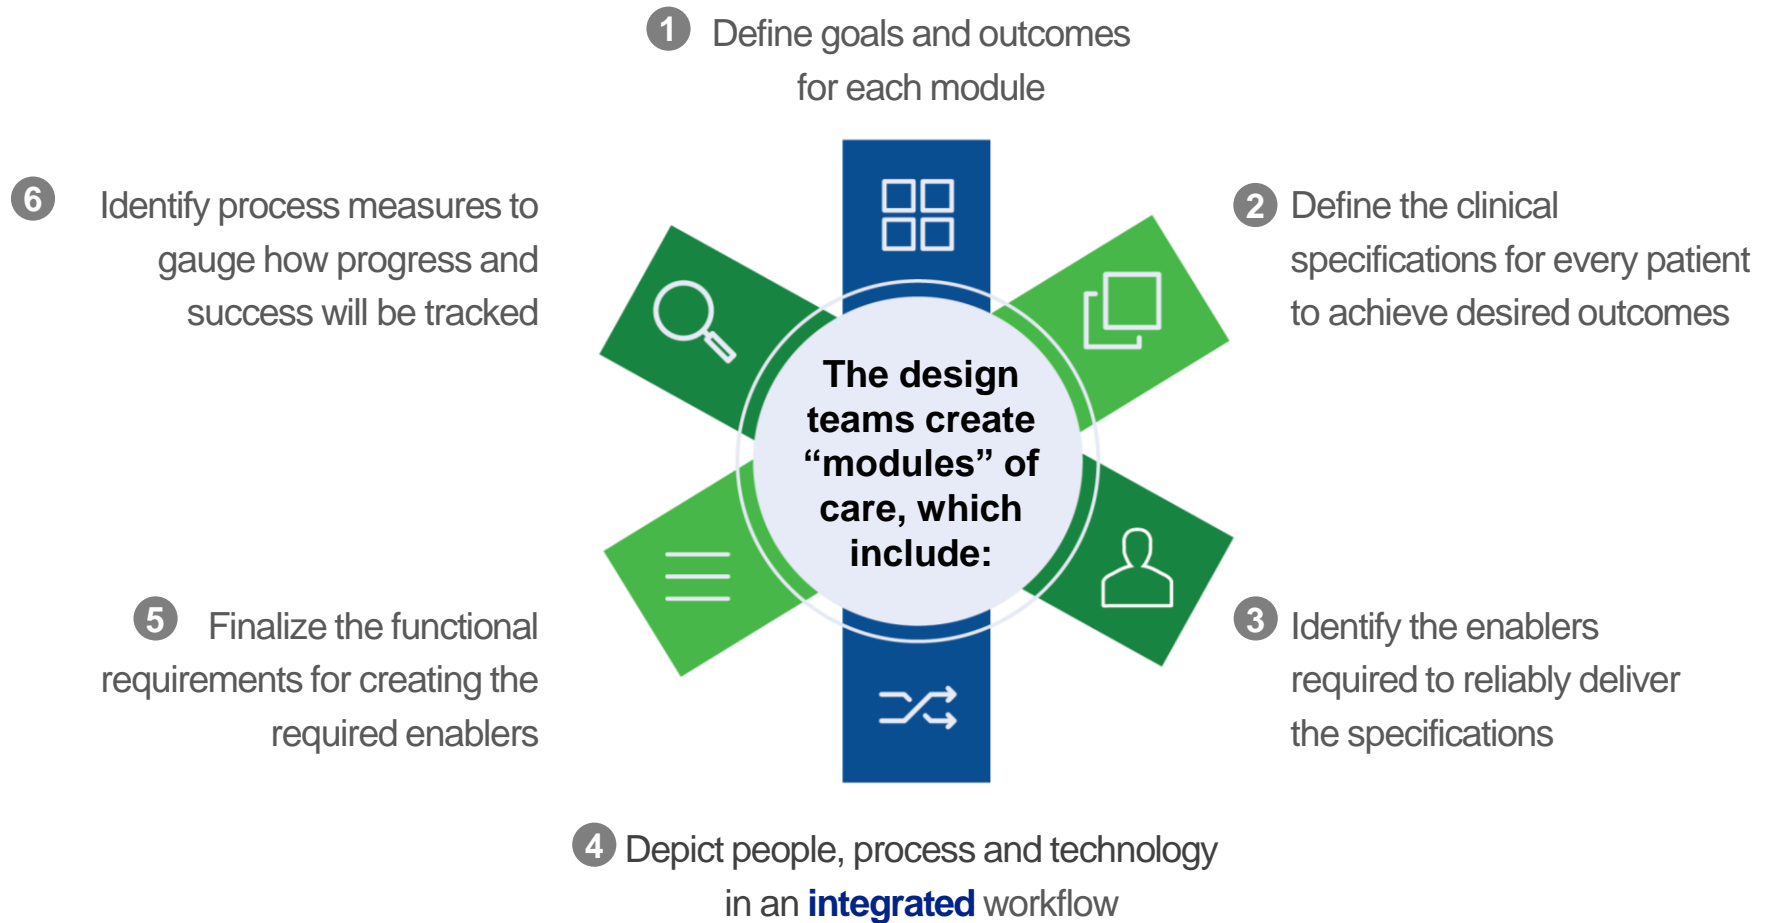 1 Define goals and outcomes
for each module
2 Define the clinical
specifications for every patient
to achieve desired outcomes
3 Identify the enablers
required to reliably deliver
the specifications
4 Depict people, process and technology
in an integrated workflow
5 Finalize the functional
requirements for creating the
required enablers
6 Identify process measures to
gauge how progress and
success will be tracked
The design
teams create
“modules” of
care, which
include: